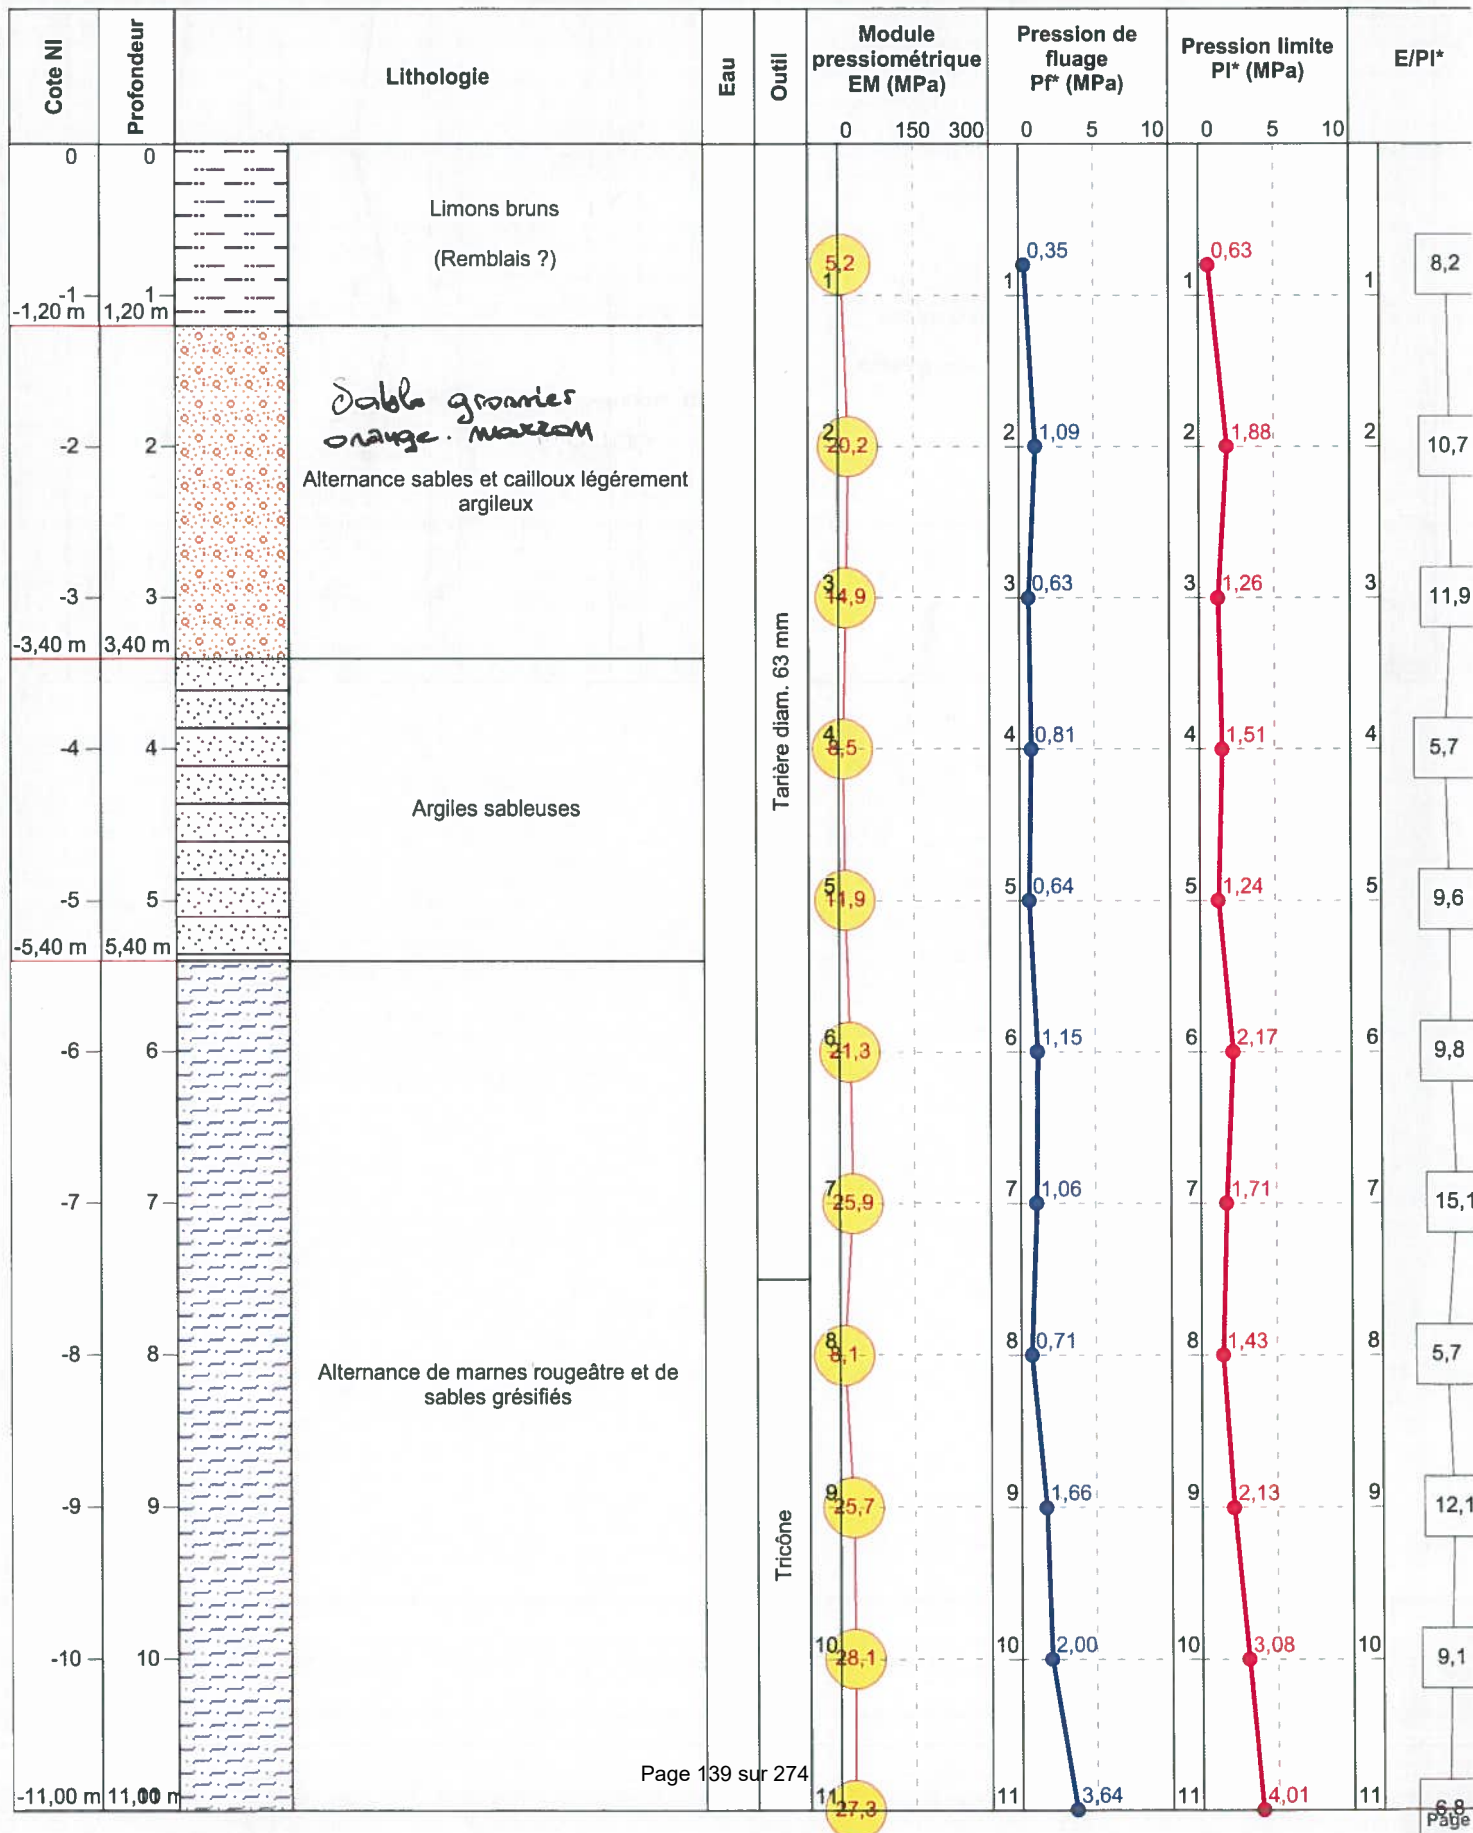 Cote NI
Profondeur
Lithologie
Eau
Outil
Module
pressiométrique
EM (MPa)
0 150 300
Pression de
fluage
Pf* (MPa)
0 5 10
Pression limite
Pl* (MPa)
0 5 10
E/Pl*
0 0
Limons bruns
(Remblais ?)
5,2 0,35 0,63 8,2
-1 1 1 1 1 1
-1,20 m 1,20 m
Sable grossier
orange. marron
-2 2 2 20,2 2 1,09 2 1,88 2 10,7
Alternance sables et cailloux légérement
argileux
-3 3 3 14,9 3 0,63 3 1,26 3 11,9
-3,40 m 3,40 m
Tarière diam. 63 mm
-4 4 4 8,5 4 0,81 4 1,51 4 5,7
Argiles sableuses
-5 5 5 11,9 5 0,64 5 1,24 5 9,6
-5,40 m 5,40 m
-6 6 6 21,3 6 1,15 6 2,17 6 9,8
-7 7 7 25,9 7 1,06 7 1,71 7 15,1
-8 8 8 8,1 8 0,71 8 1,43 8 5,7
Alternance de marnes rougeâtre et de
sables grésifiés
-9 9 9 25,7 9 1,66 9 2,13 9 12,1
Tricône
-10 10 10 28,1 10 2,00 10 3,08 10 9,1
Page 139 sur 274
-11,00 m 11,00 m 11 27,3 11 3,64 11 4,01 11 6,8
Page